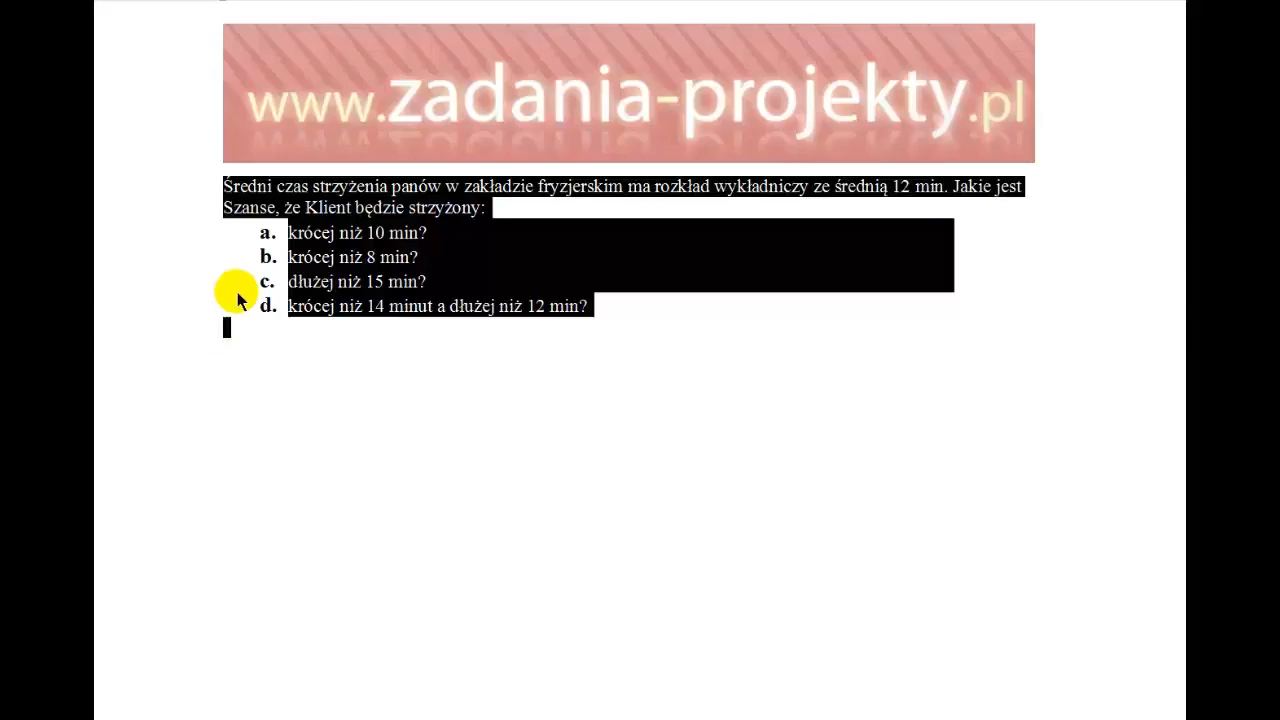 www.zadania-projekty.pl
Średni czas strzyżenia panów w zakładzie fryzjerskim ma rozkład wykładniczy ze średnią 12 min. Jakie jest
Szanse, że Klient będzie strzyżony:
a. krócej niż 10 min?
b. krócej niż 8 min?
c. dłużej niż 15 min?
d. krócej niż 14 minut a dłużej niż 12 min?